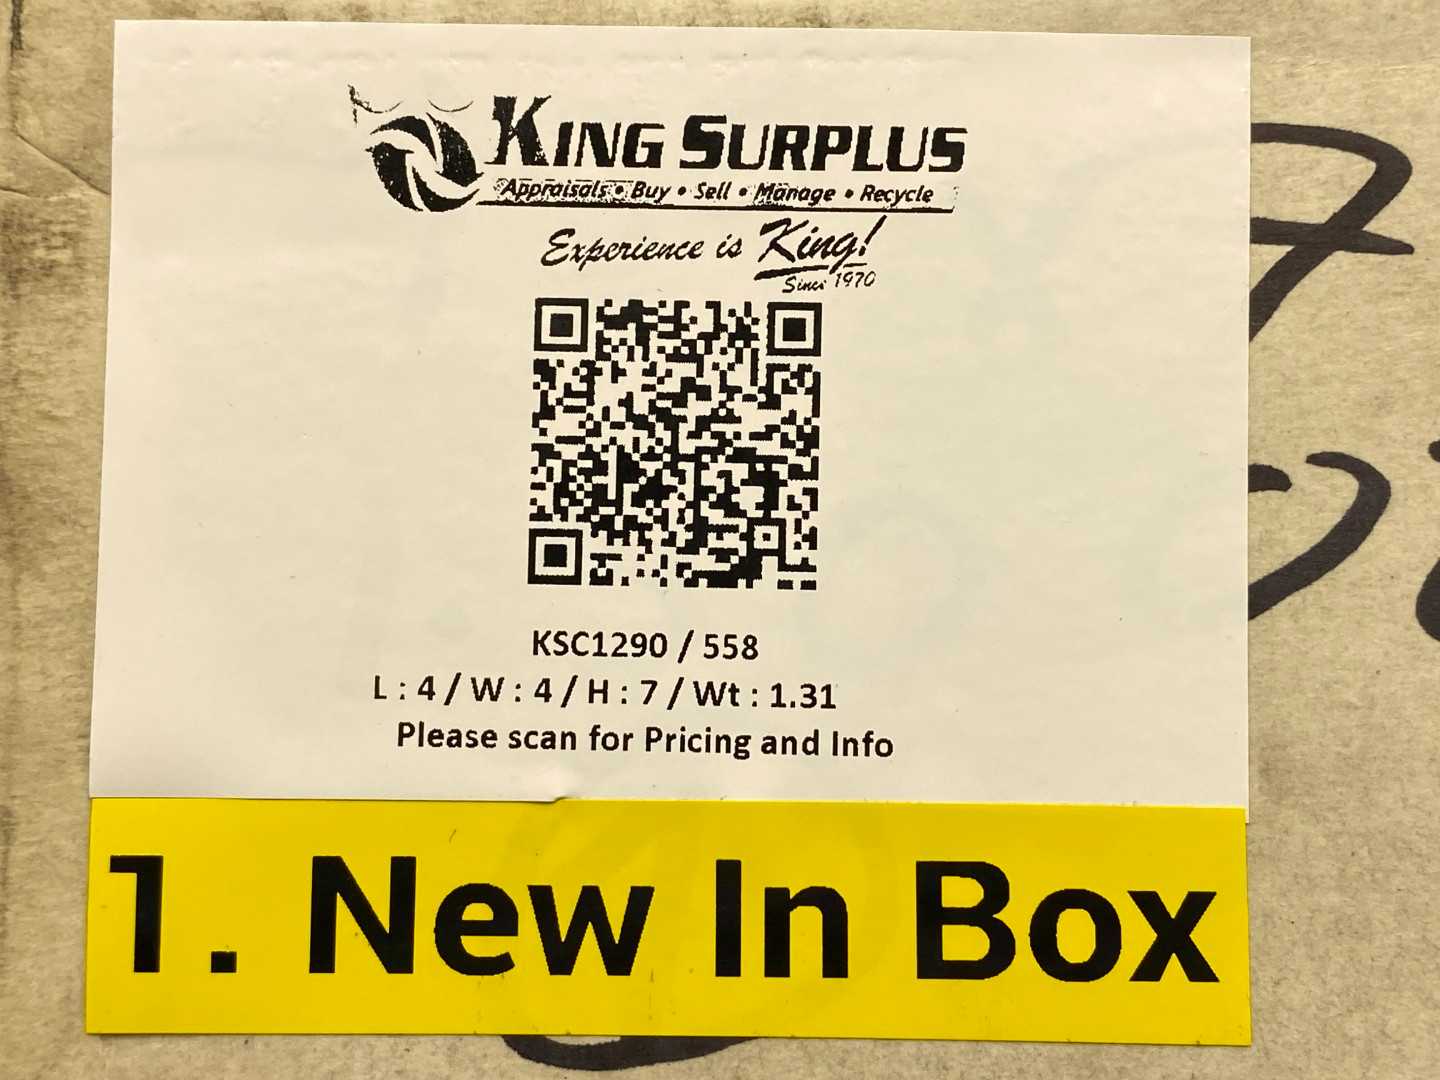 KING SURPLUS
Appraisals • Buy • Sell • Manage • Recycle
Experience is King!
Since 1970
KSC1290 / 558
L : 4 / W : 4 / H : 7 / Wt : 1.31
Please scan for Pricing and Info
1. New In Box